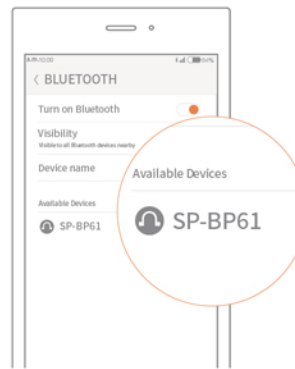 BLUETOOTH
Turn on Bluetooth
Visibility
Visible to all Bluetooth devices nearby
Device name
Available Devices
SP-BP61
Available Devices
SP-BP61